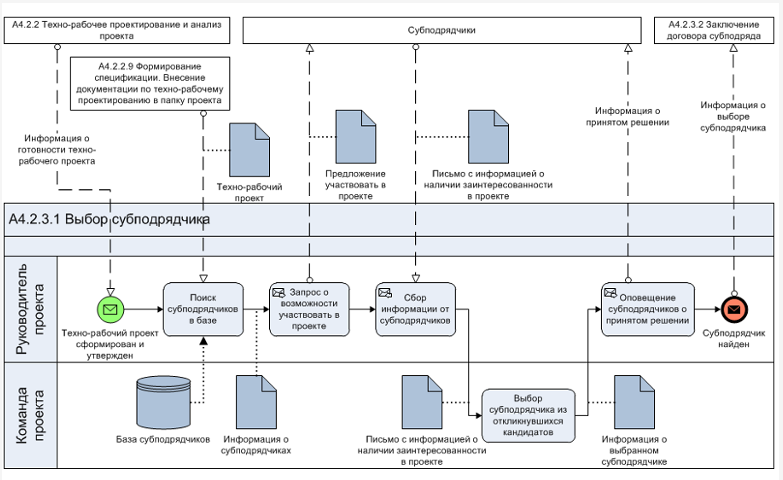 А4.2.2 Техно-рабочее проектирование и анализ
проекта
Субподрядчики
А4.2.3.2 Заключение
договора субподряда
А4.2.2.9 Формирование
спецификации. Внесение
документации по техно-рабочему
проектированию в папку проекта
Информация о
готовности техно-
рабочего проекта
Техно-рабочий
проект
Предложение
участвовать в
проекте
Письмо с информацией о
наличии заинтересованности
в проекте
Информация о
принятом решении
Информация о
выборе
субподрядчика
А4.2.3.1 Выбор субподрядчика
Руководитель
проекта
Техно-рабочий проект
сформирован и
утвержден
Поиск
субподрядчиков
в базе
Запрос о
возможности
участвовать в
проекте
Сбор
информации от
субподрядчиков
Оповещение
субподрядчиков о
принятом решении
Субподрядчик
найден
Команда
проекта
База субподрядчиков
Информация о
субподрядчиках
Письмо с информацией о
наличии заинтересованности
в проекте
Выбор
субподрядчика из
откликнувшихся
кандидатов
Информация о
выбранном
субподрядчике